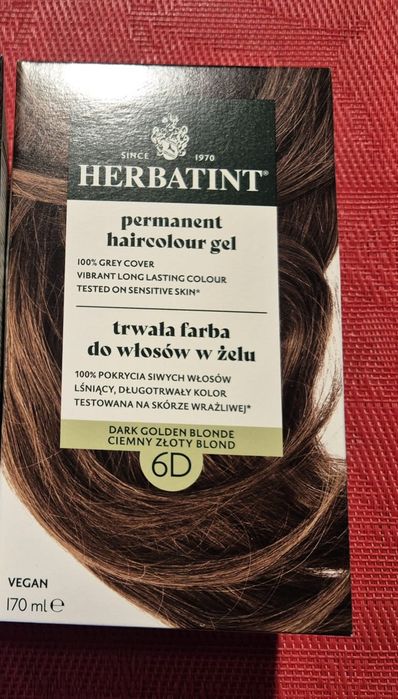 SINCE 1970
HERBATINT®
permanent
haircolour gel
100% GREY COVER
VIBRANT LONG LASTING COLOUR
TESTED ON SENSITIVE SKIN*
trwała farba
do włosów w żelu
100% POKRYCIA SIWYCH WŁOSÓW
LŚNIĄCY, DŁUGOTRWAŁY KOLOR
TESTOWANA NA SKÓRZE WRAŻLIWEJ*
DARK GOLDEN BLONDE
CIEMNY ZŁOTY BLOND
6D
VEGAN
170 ml ℮